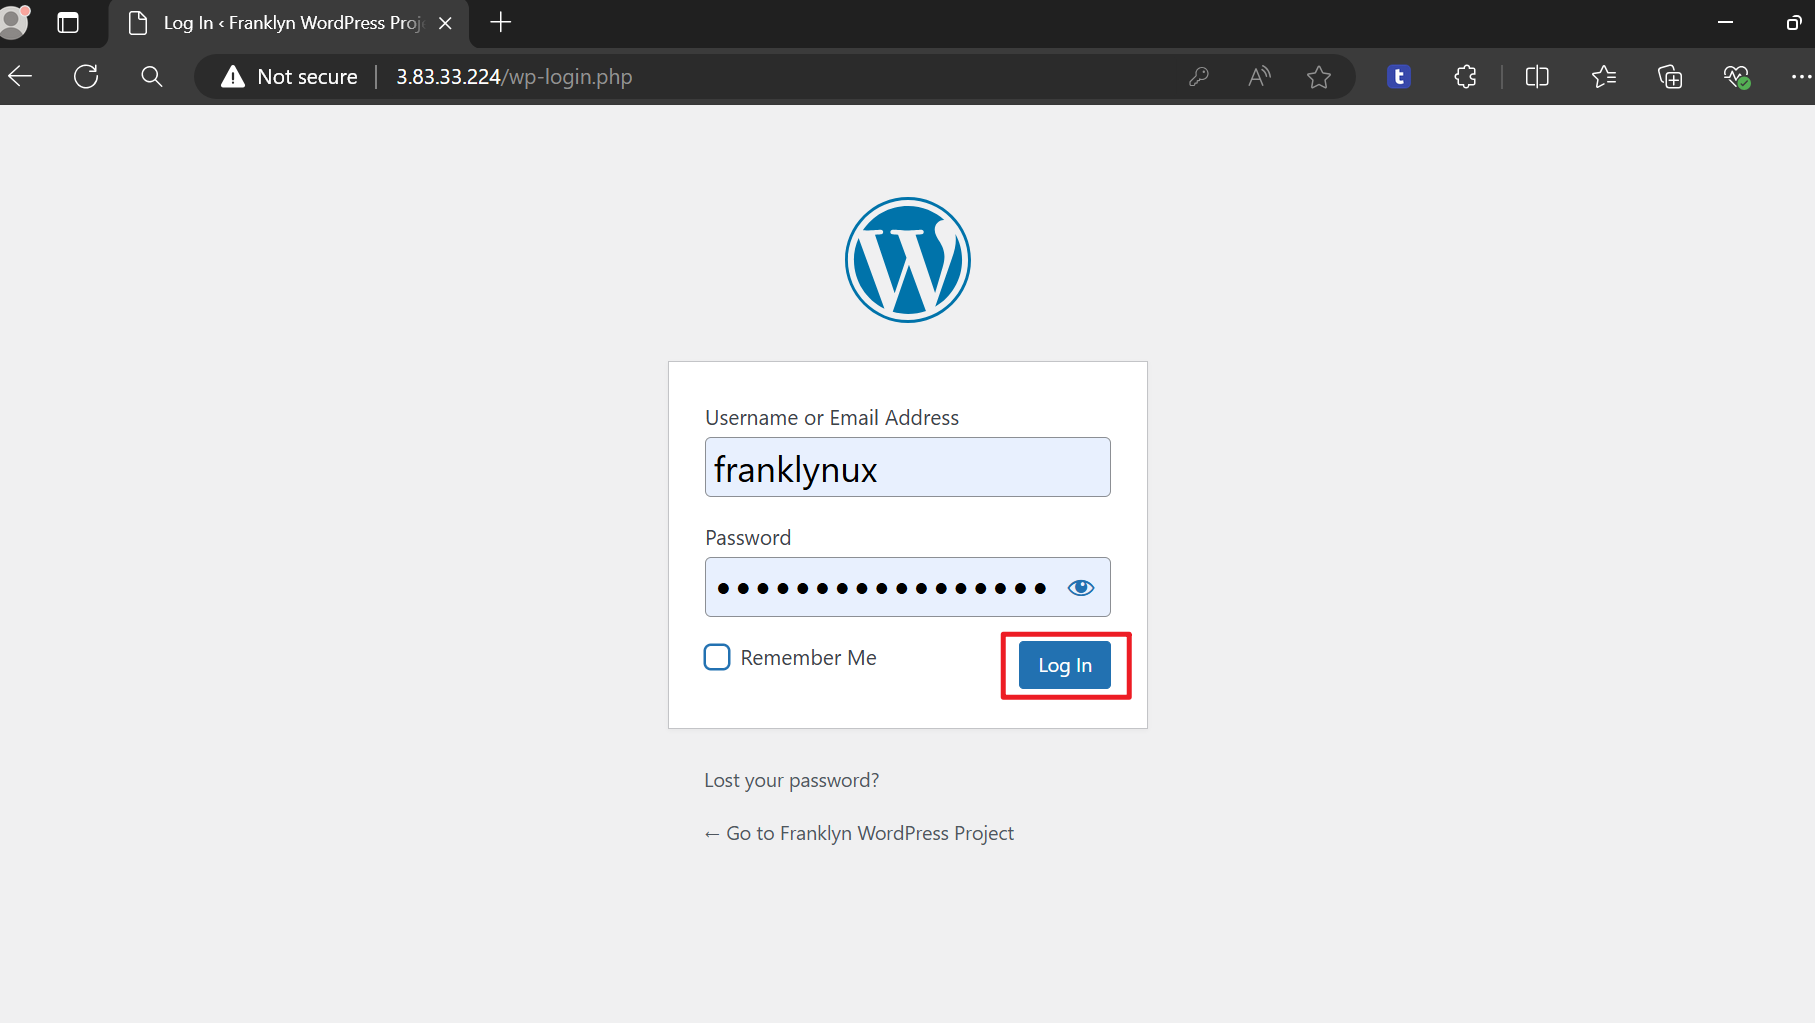 Log In ‹ Franklyn WordPress Proj
Not secure
3.83.33.224/wp-login.php
Username or Email Address
franklynux
Password
Remember Me
Log In
Lost your password?
← Go to Franklyn WordPress Project